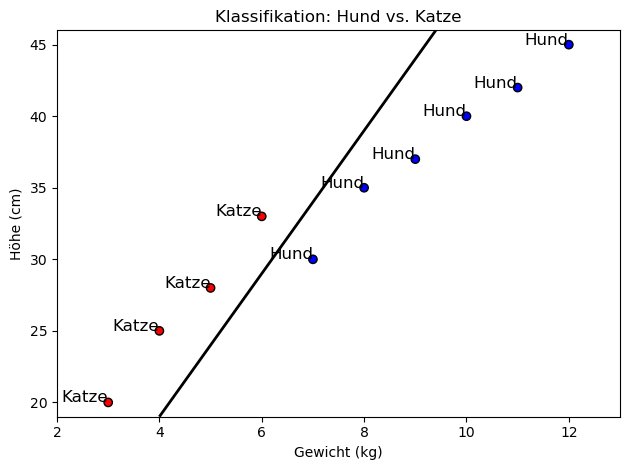 Klassifikation: Hund vs. Katze
45
Hund
Hund
40
Hund
Hund
35
Hund
Katze
30
Hund
Katze
25
Katze
20
Katze
2
4
6
8
10
12
Höhe (cm)
Gewicht (kg)